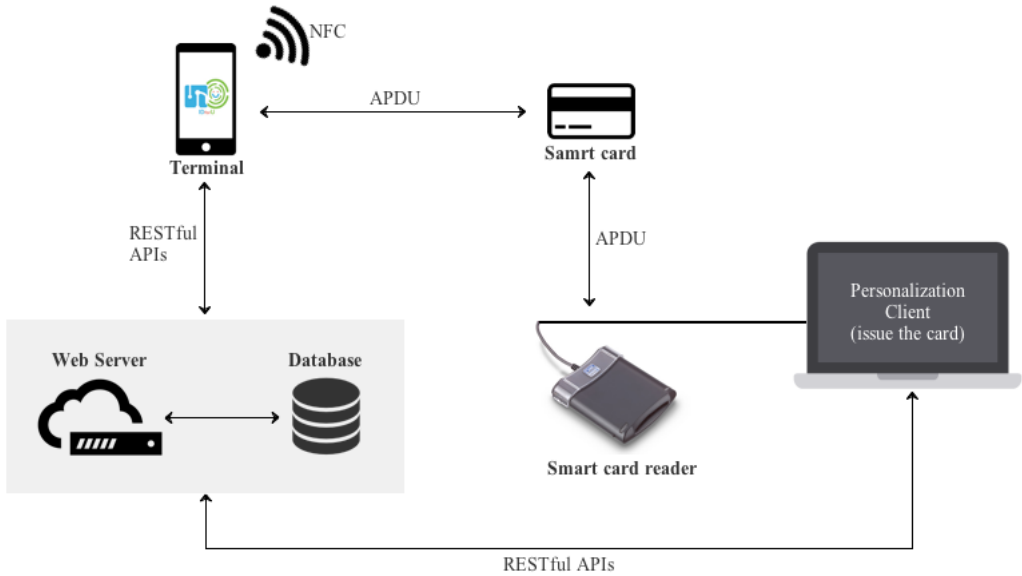 NFC
APDU
Terminal
Samrt card
RESTful
APIs
APDU
Personalization
Client
(issue the card)
Web Server
Database
Smart card reader
RESTful APIs